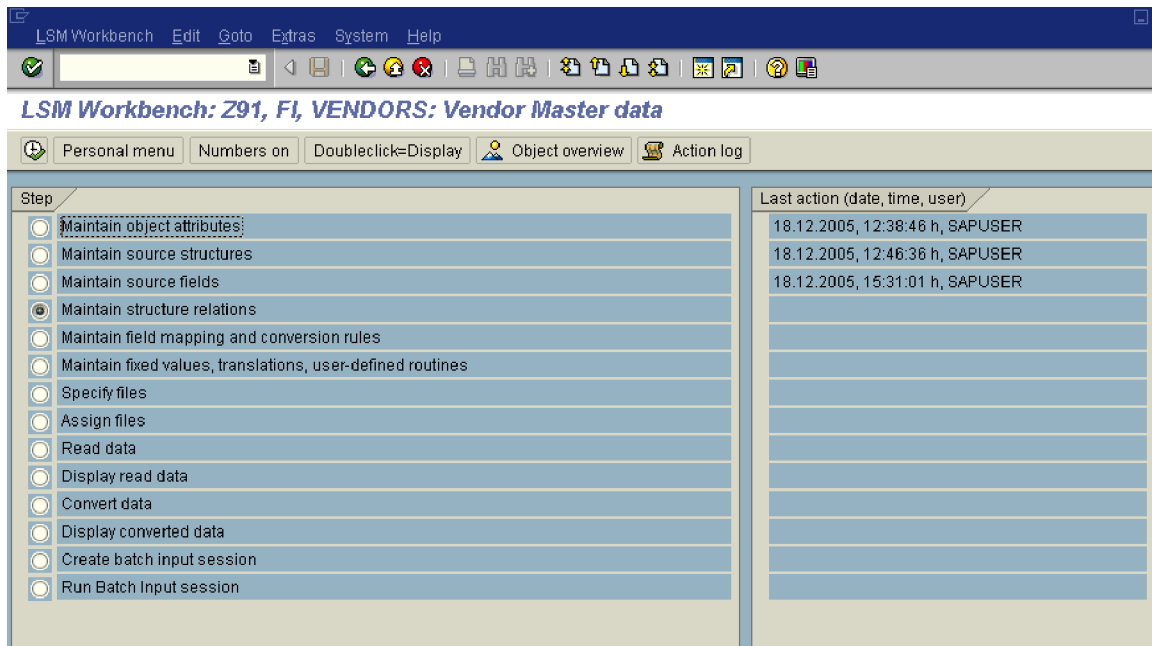 LSM Workbench Edit Goto Extras System Help
LSM Workbench: Z91, FI, VENDORS: Vendor Master data
Personal menu Numbers on Doubleclick=Display Object overview Action log
Step Last action (date, time, user)
Maintain object attributes 18.12.2005, 12:38:46 h, SAPUSER
Maintain source structures 18.12.2005, 12:46:36 h, SAPUSER
Maintain source fields 18.12.2005, 15:31:01 h, SAPUSER
Maintain structure relations
Maintain field mapping and conversion rules
Maintain fixed values, translations, user-defined routines
Specify files
Assign files
Read data
Display read data
Convert data
Display converted data
Create batch input session
Run Batch Input session